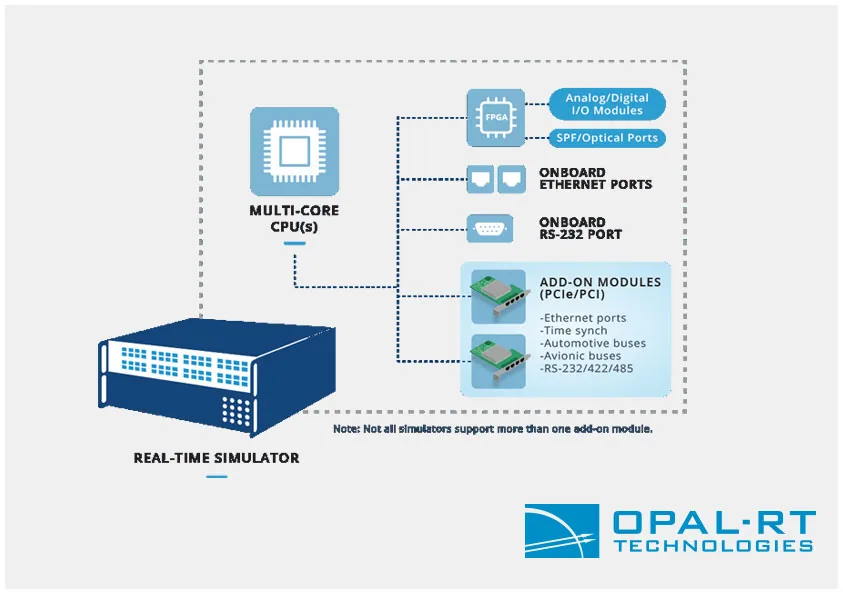 FPGA
Analog/Digital
I/O Modules
SPF/Optical Ports
ONBOARD
ETHERNET PORTS
MULTI-CORE
CPU(s)
ONBOARD
RS-232 PORT
ADD-ON MODULES
(PCIe/PCI)
-Ethernet ports
-Time synch
-Automotive buses
-Avionic buses
-RS-232/422/485
Note: Not all simulators support more than one add-on module.
REAL-TIME SIMULATOR
OPAL-RT
TECHNOLOGIES